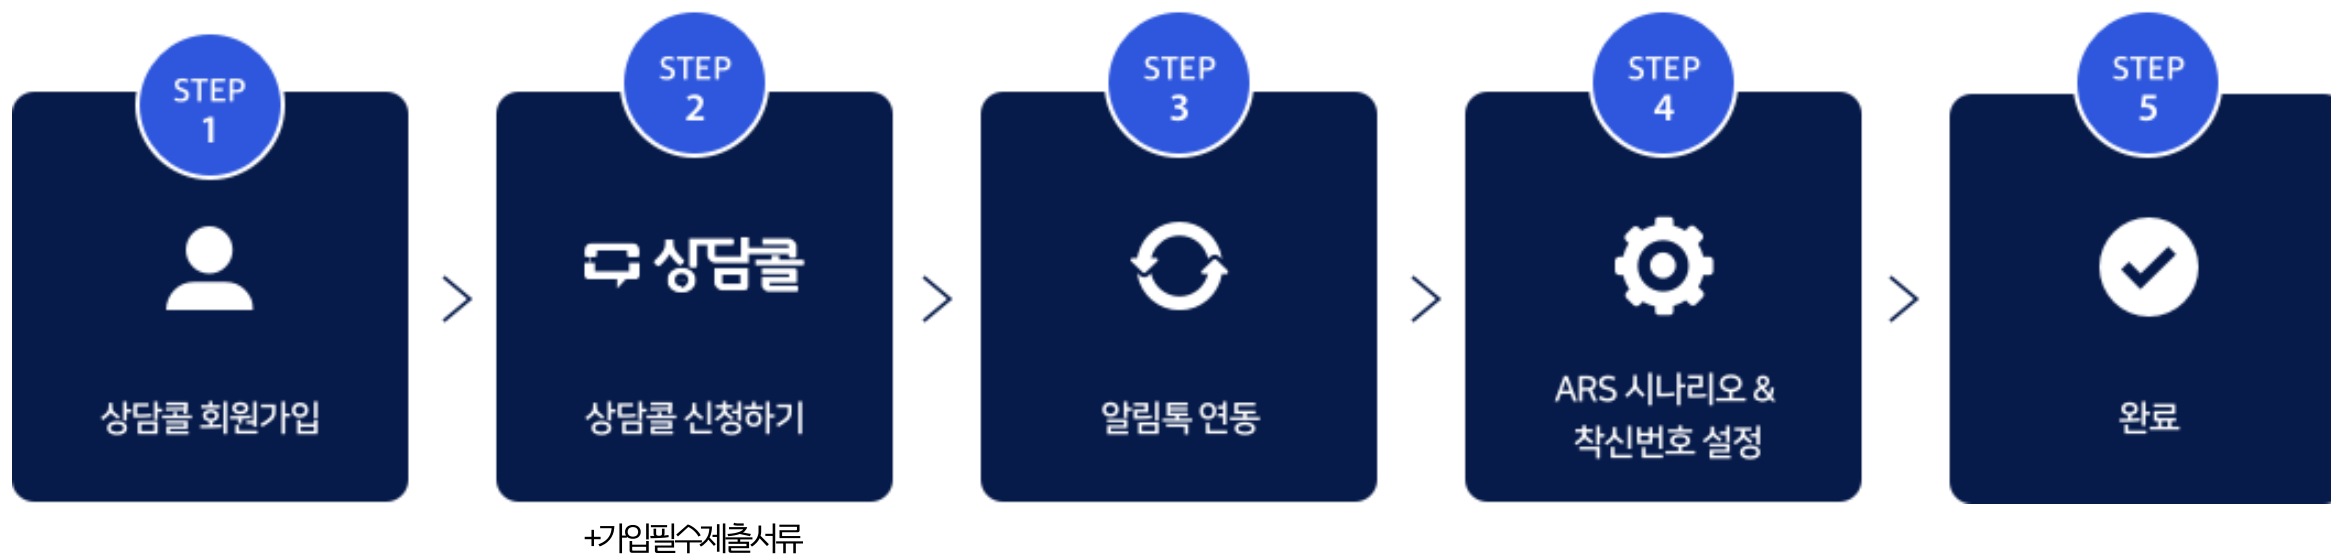 STEP
1
상담콜 회원가입
STEP
2
상담콜
상담콜 신청하기
+가입필수제출서류
STEP
3
알림톡 연동
STEP
4
ARS 시나리오 &
착신번호 설정
STEP
5
완료